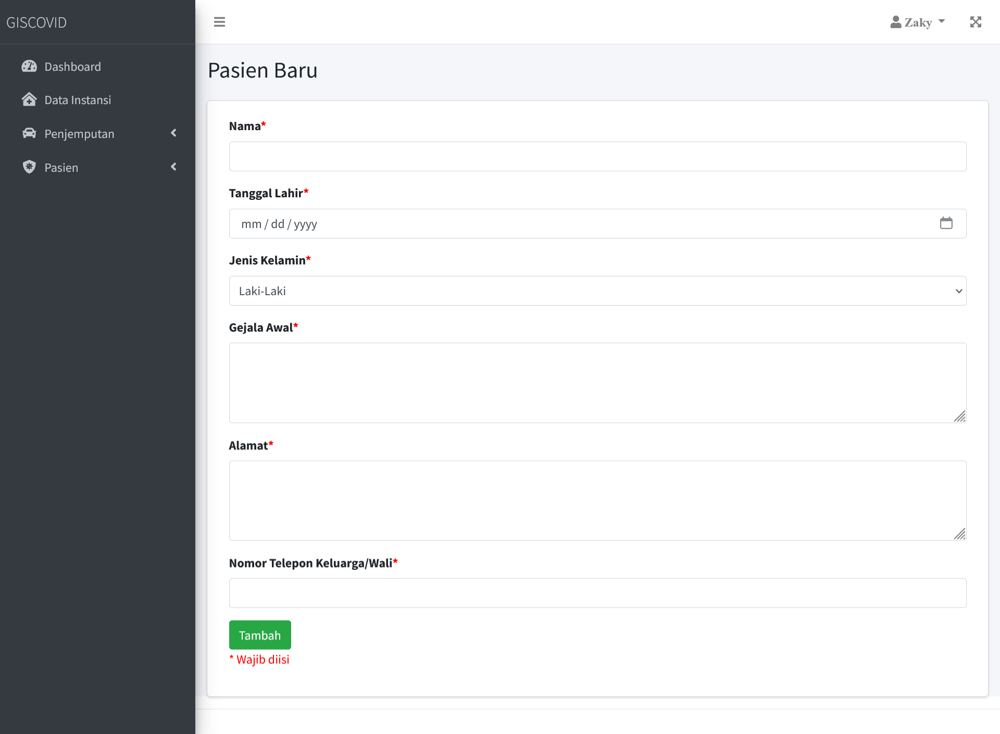 GISCOVID
Zaky
Dashboard
Data Instansi
Penjemputan
Pasien
Pasien Baru
Nama*
Tanggal Lahir*
mm / dd / yyyy
Jenis Kelamin*
Laki-Laki
Gejala Awal*
Alamat*
Nomor Telepon Keluarga/Wali*
Tambah
* Wajib diisi